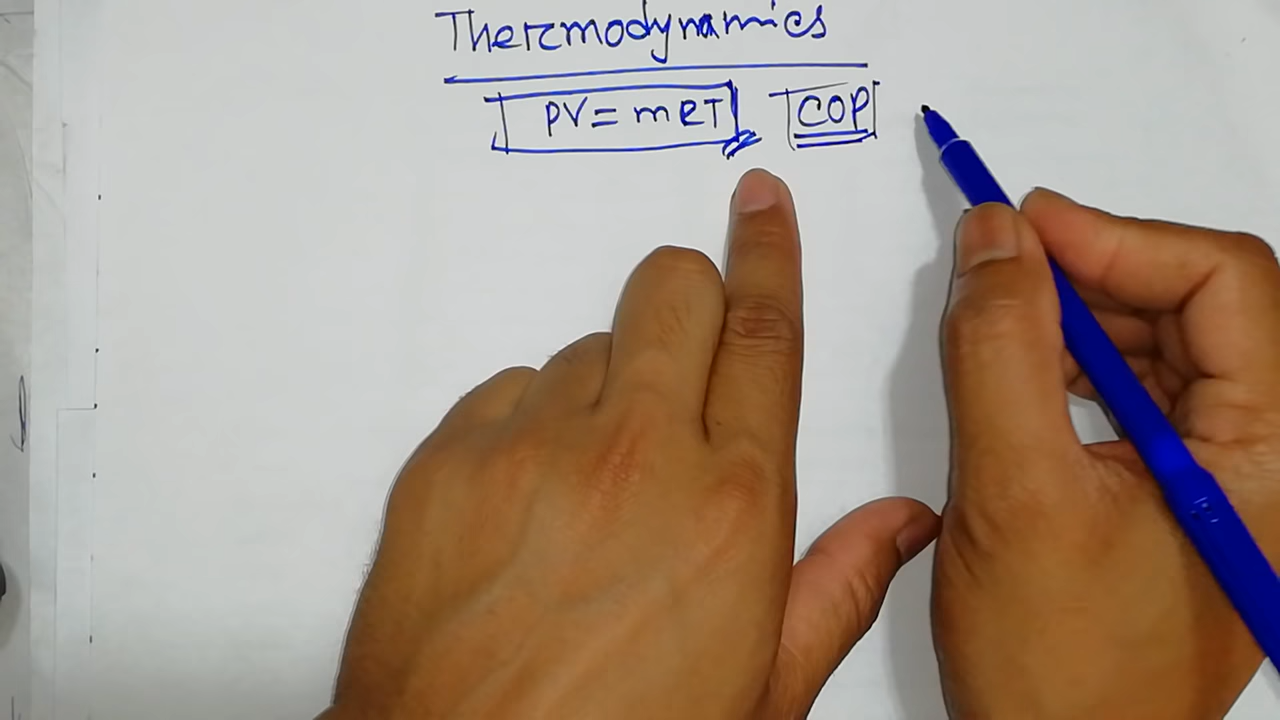 Thermodynamics
PV = mRT COP